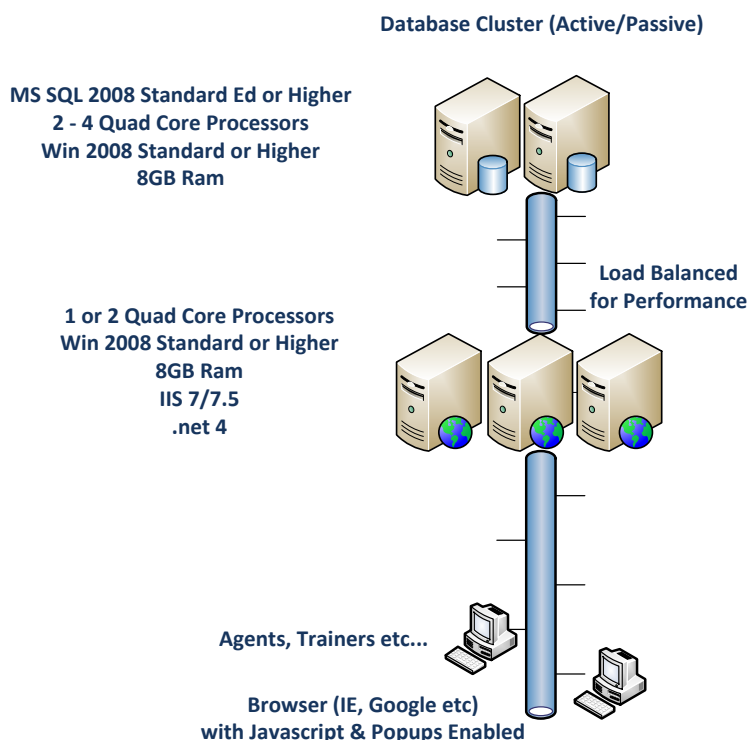 Database Cluster (Active/Passive)
MS SQL 2008 Standard Ed or Higher
2 - 4 Quad Core Processors
Win 2008 Standard or Higher
8GB Ram
Load Balanced
for Performance
1 or 2 Quad Core Processors
Win 2008 Standard or Higher
8GB Ram
IIS 7/7.5
.net 4
Agents, Trainers etc...
Browser (IE, Google etc)
with Javascript & Popups Enabled